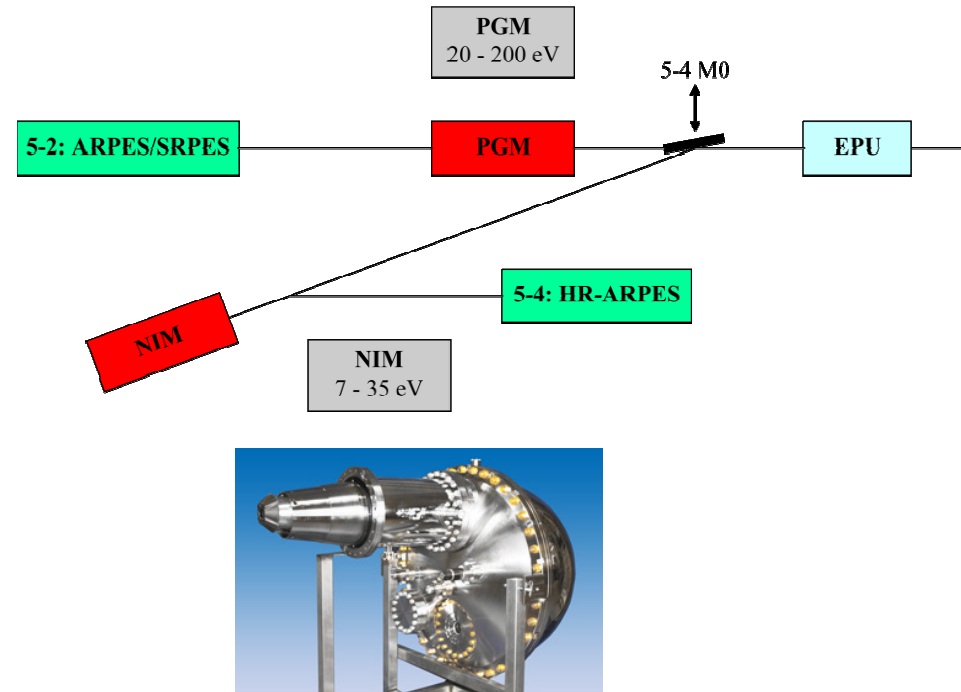 PGM
20 - 200 eV
5-4 M0
5-2: ARPES/SRPES
PGM
EPU
5-4: HR-ARPES
NIM
NIM
7 - 35 eV